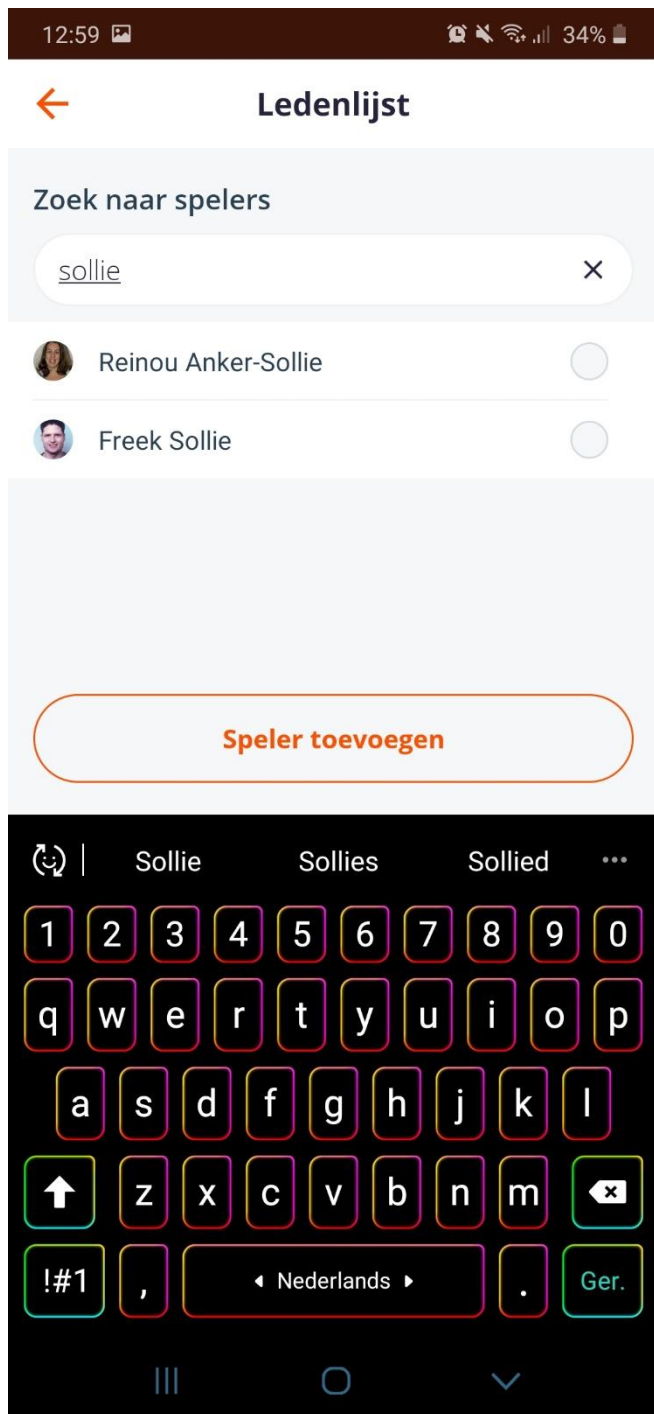 12:59 34%
Ledenlijst
Zoek naar spelers
sollie
Reinou Anker-Sollie
Freek Sollie
Speler toevoegen
Sollie Sollies Sollied
1 2 3 4 5 6 7 8 9 0
q w e r t y u i o p
a s d f g h j k l
z x c v b n m
!#1 , Nederlands . Ger.